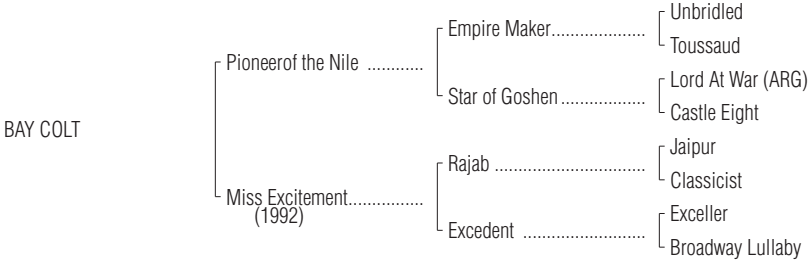 Unbridled
Empire Maker.....................
Toussaud
Pioneerof the Nile ............
Lord At War (ARG)
Star of Goshen...................
Castle Eight
BAY COLT
Jaipur
Rajab .................................
Classicist
Miss Excitement................
(1992)
Exceller
Excedent ...........................
Broadway Lullaby